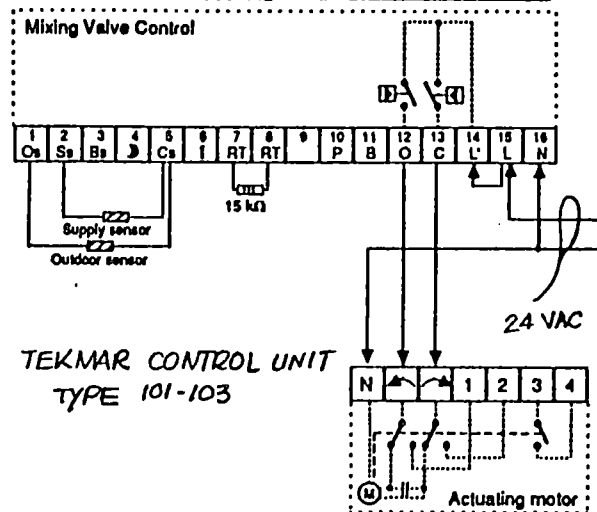 Mixing Valve Control
1 2 3 4 5 6 7 8 9 10 11 12 13 14 15 16
Os Ss Bs Cs RT RT P B O C L' L N
15 kΩ
Supply sensor
Outdoor sensor
24 VAC
TEKMAR CONTROL UNIT
TYPE 101-103
N 1 2 3 4
M
Actuating motor